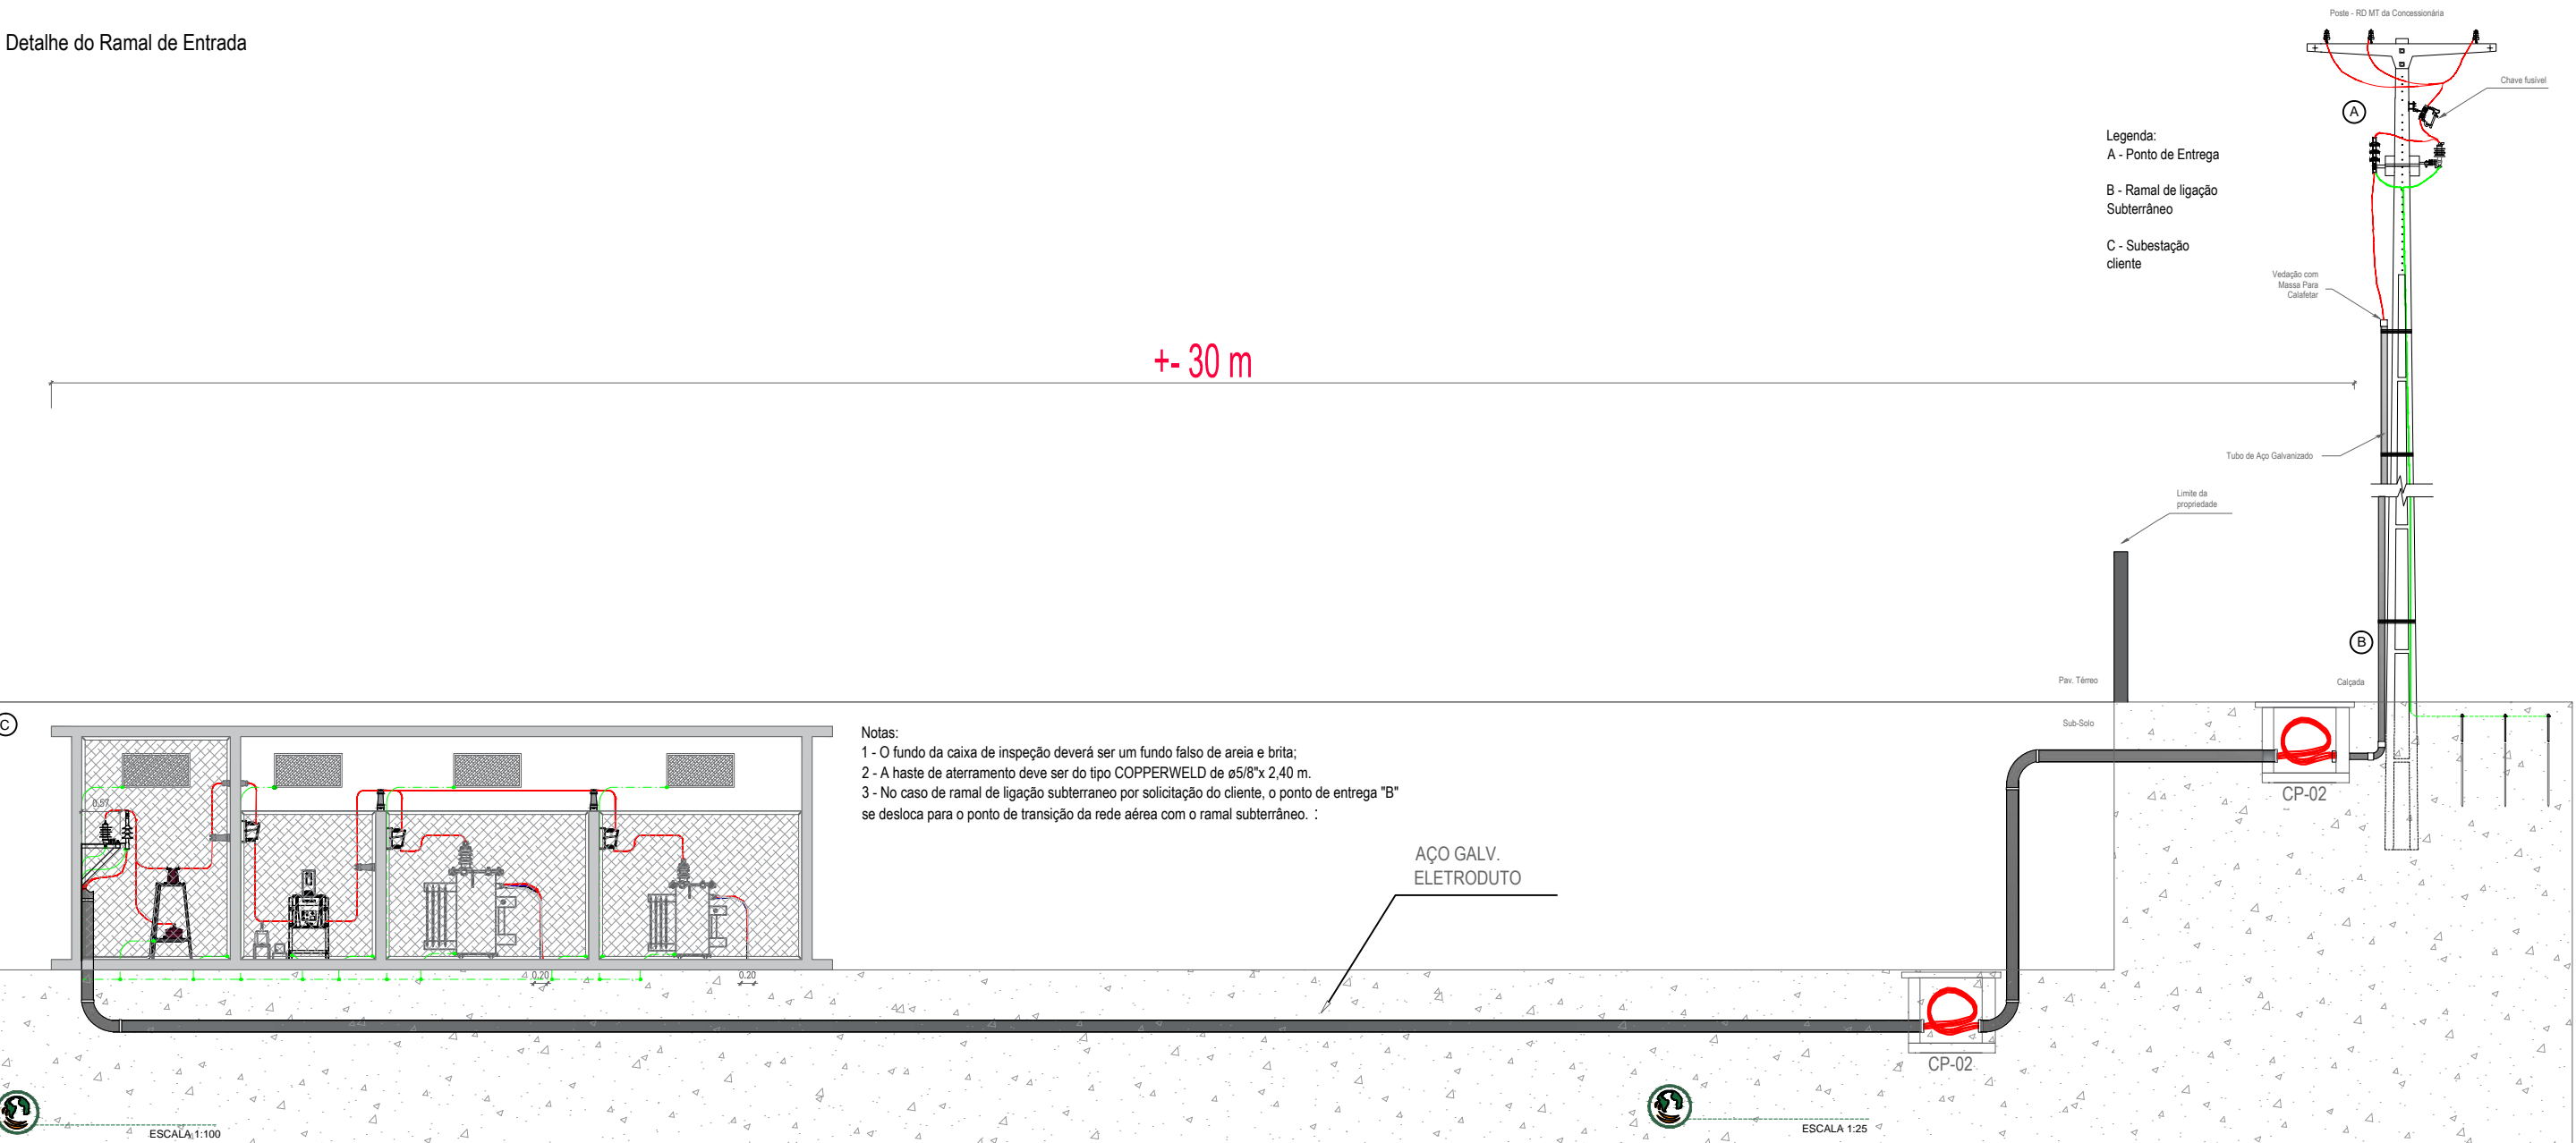 Poste - RD MT da Concessionária
Detalhe do Ramal de Entrada
Chave fusível
A
Legenda:
A - Ponto de Entrega
B - Ramal de ligação
Subterrâneo
C - Subestação
cliente
Vedação com
Massa Para
Calafetar
+- 30 m
Tubo de Aço Galvanizado
Limite da
propriedade
B
Pav. Térreo
Calçada
C
Sub-Solo
Notas:
1 - O fundo da caixa de inspeção deverá ser um fundo falso de areia e brita;
2 - A haste de aterramento deve ser do tipo COPPERWELD de ø5/8"x 2,40 m.
3 - No caso de ramal de ligação subterraneo por solicitação do cliente, o ponto de entrega "B"
se desloca para o ponto de transição da rede aérea com o ramal subterrâneo. :
CP-02
0,57
AÇO GALV.
ELETRODUTO
0.20
0.20
CP-02
ESCALA 1:100
ESCALA 1:25